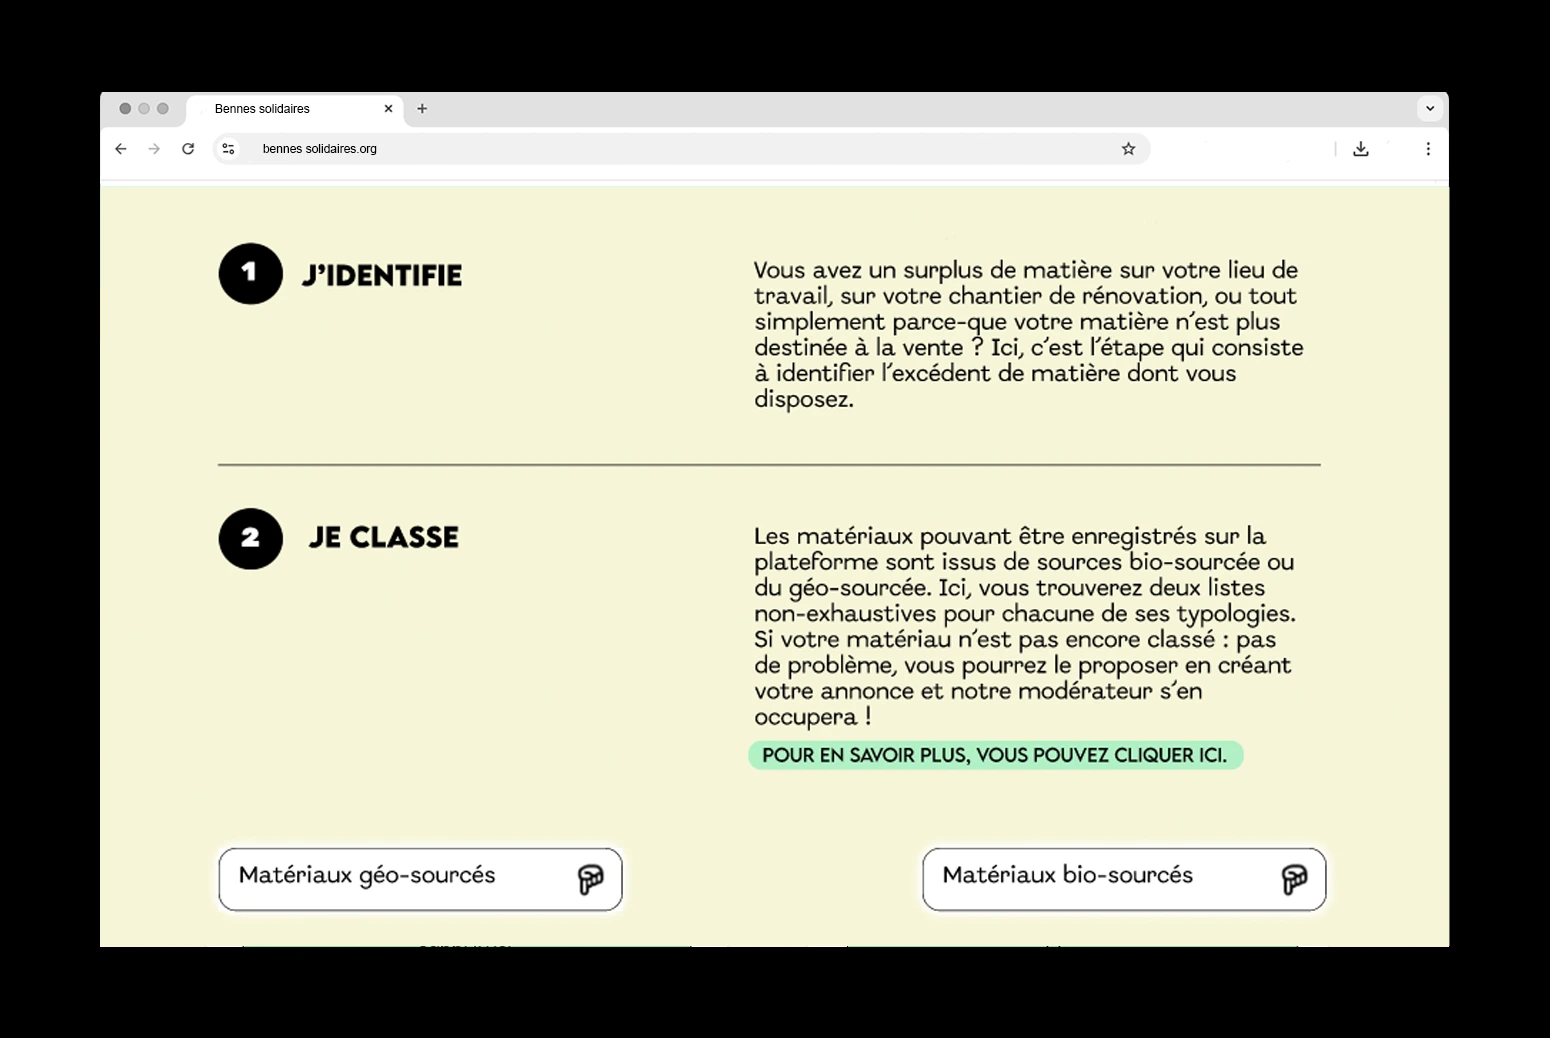 Bennes solidaires
bennes solidaires.org
1 J’IDENTIFIE
Vous avez un surplus de matière sur votre lieu de
travail, sur votre chantier de rénovation, ou tout
simplement parce-que votre matière n’est plus
destinée à la vente ? Ici, c’est l’étape qui consiste
à identifier l’excédent de matière dont vous
disposez.
2 JE CLASSE
Les matériaux pouvant être enregistrés sur la
plateforme sont issus de sources bio-sourcée ou
du géo-sourcée. Ici, vous trouverez deux listes
non-exhaustives pour chacune de ses typologies.
Si votre matériau n’est pas encore classé : pas
de problème, vous pourrez le proposer en créant
votre annonce et notre modérateur s’en
occupera !
POUR EN SAVOIR PLUS, VOUS POUVEZ CLIQUER ICI.
Matériaux géo-sourcés
Matériaux bio-sourcés